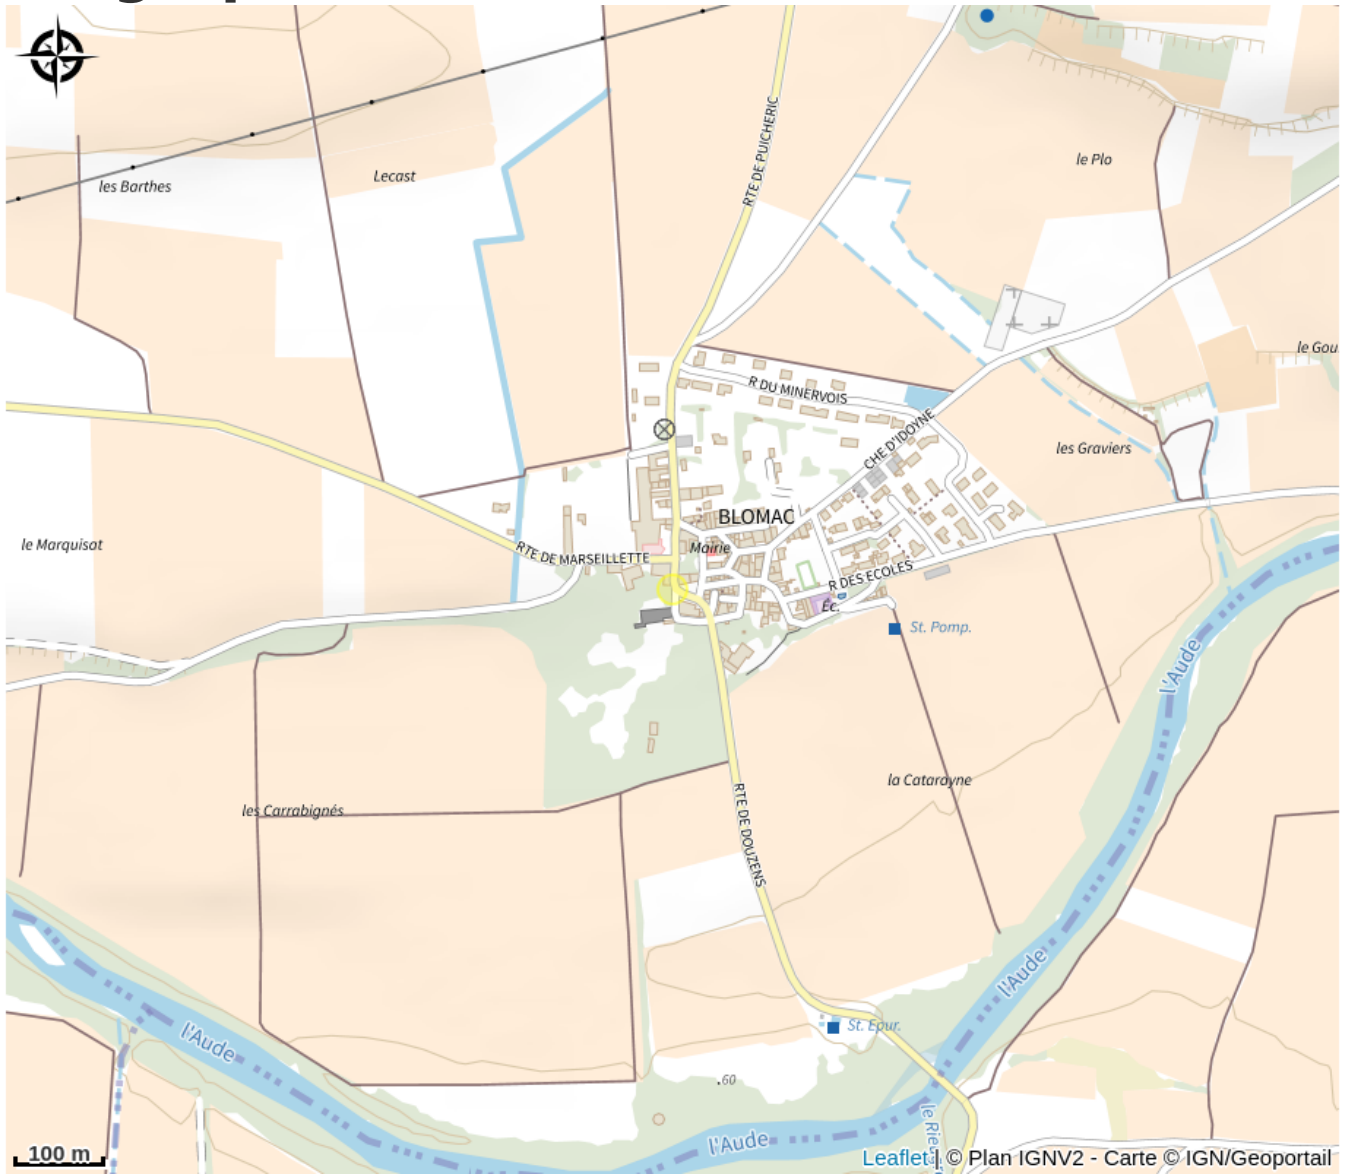 RTE DE PUICHERIC
le Plo
Lecast
les Barthes
le Gou
R DU MINERVOIS
CHE D'IDOYNE
les Graviers
BLOMAC
le Marquisat
RTE DE MARSEILLETTE
Mairie
R DES ECOLES
Éc.
St. Pomp.
l'Aude
la Catarayne
les Carrabignés
RTE DE DOUZENS
l'Aude
St. Epur.
l'Aude
.60
l'Aude
100 m
Leaflet | © Plan IGNV2 - Carte © IGN/Geoportail